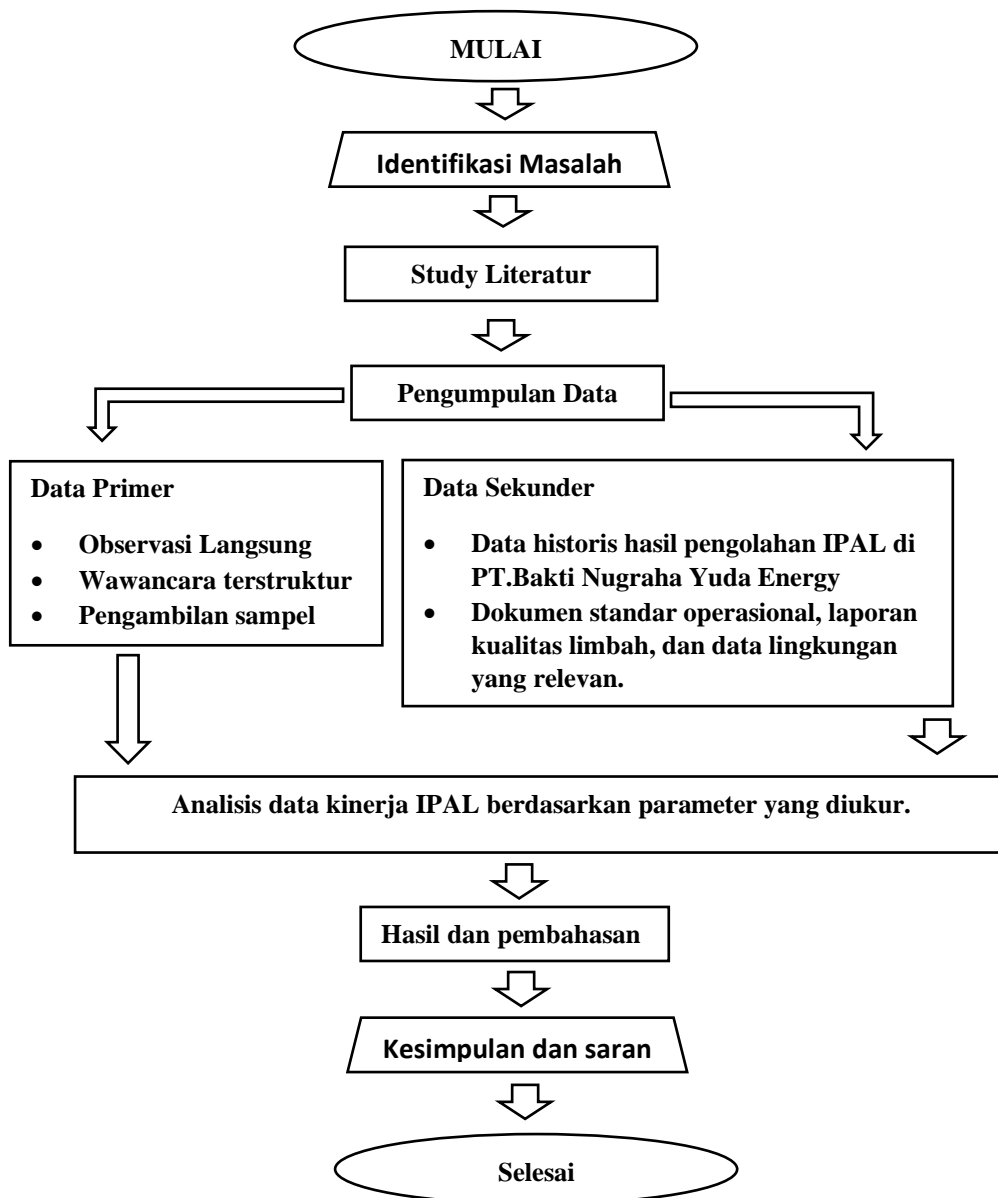 MULAI
Identifikasi Masalah
Study Literatur
Pengumpulan Data
Data Primer
• Observasi Langsung
• Wawancara terstruktur
• Pengambilan sampel
Data Sekunder
• Data historis hasil pengolahan IPAL di
PT.Bakti Nugraha Yuda Energy
• Dokumen standar operasional, laporan
kualitas limbah, dan data lingkungan
yang relevan.
Analisis data kinerja IPAL berdasarkan parameter yang diukur.
Hasil dan pembahasan
Kesimpulan dan saran
Selesai